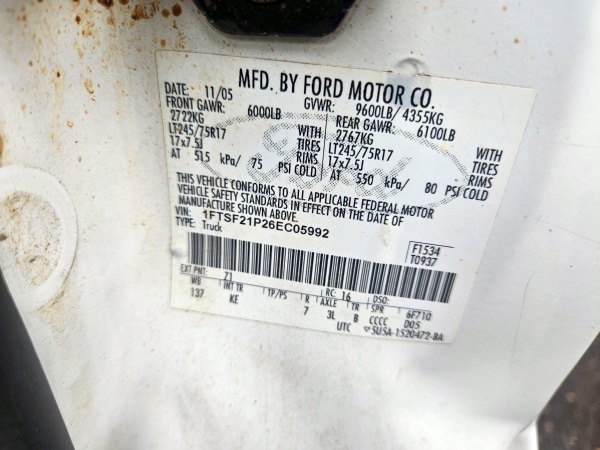 MFD. BY FORD MOTOR CO.
DATE: 11/05 GVWR: 9600LB/ 4355KG
FRONT GAWR: 6000LB REAR GAWR: 6100LB
2722KG WITH 2767KG WITH
LT245/75R17 TIRES LT245/75R17 TIRES
17x7.5J RIMS 17x7.5J RIMS
AT 515 kPa/ 75 PSI COLD AT 550 kPa/ 80 PSI COLD
THIS VEHICLE CONFORMS TO ALL APPLICABLE FEDERAL MOTOR
VEHICLE SAFETY STANDARDS IN EFFECT ON THE DATE OF
MANUFACTURE SHOWN ABOVE.
VIN: 1FTSF21P26EC05992
TYPE: Truck
F1534
T0937
EXT PNT: Z1 RC: 16 DSO:
WB INT TR TP/PS R AXLE TR SPR 6F710
137 KE 7 3L B CCCC D05
UTC 5U5A-1520472-BA